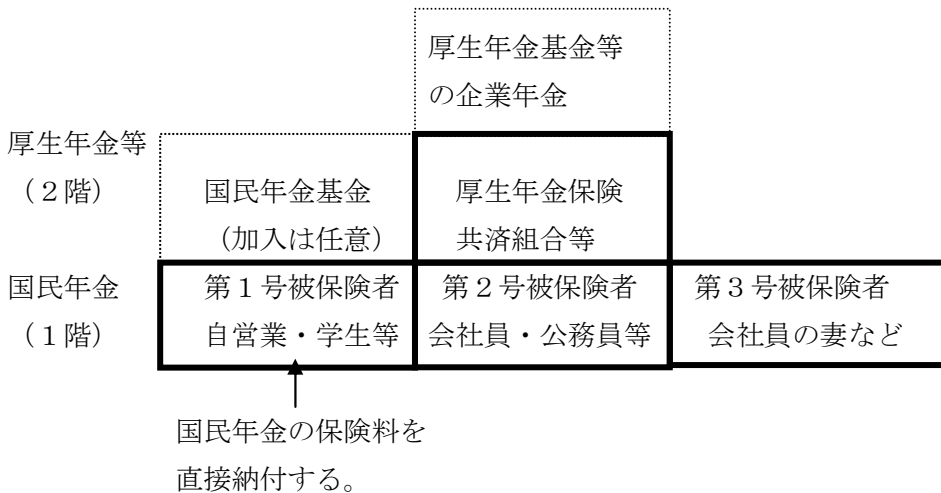 厚生年金基金等
の企業年金
厚生年金等
（２階）
国民年金基金
（加入は任意）
厚生年金保険
共済組合等
国民年金
（１階）
第１号被保険者
自営業・学生等
第２号被保険者
会社員・公務員等
第３号被保険者
会社員の妻など
国民年金の保険料を
直接納付する。